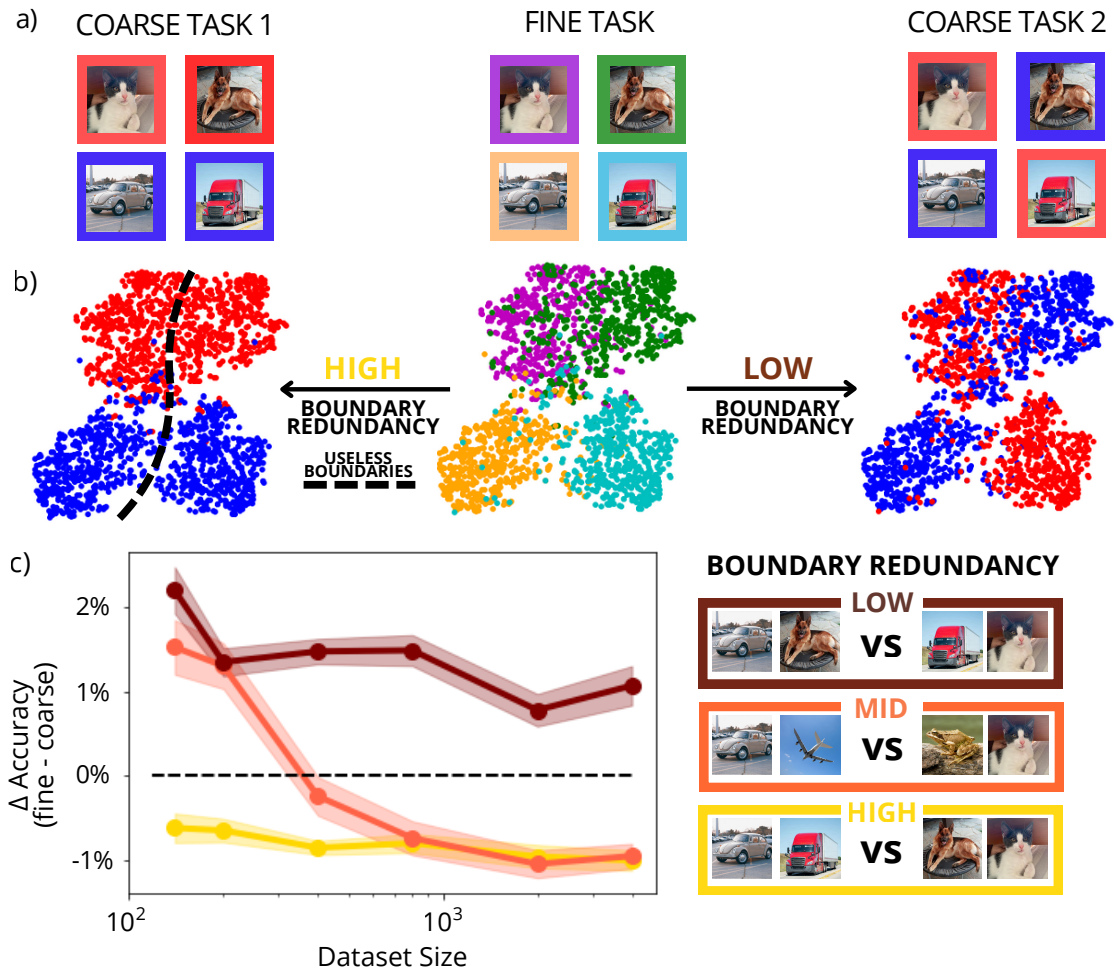 a)
COARSE TASK 1
FINE TASK
COARSE TASK 2
b)
HIGH
BOUNDARY
REDUNDANCY
USELESS
BOUNDARIES
LOW
BOUNDARY
REDUNDANCY
c)
Δ Accuracy
(fine - coarse)
2%
1%
0%
-1%
10²
10³
Dataset Size
BOUNDARY REDUNDANCY
LOW
VS
MID
VS
HIGH
VS